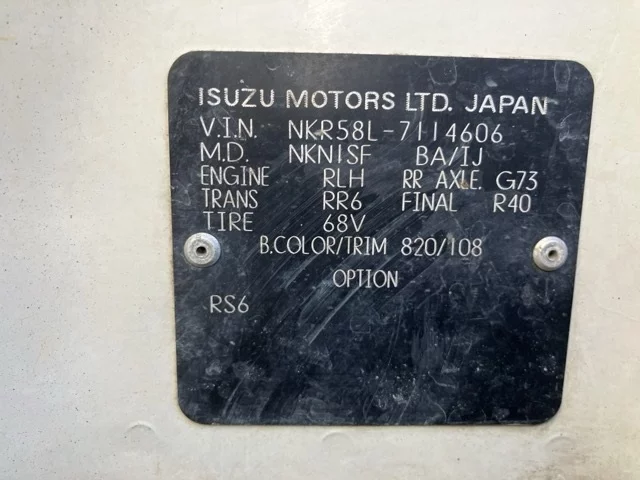 ISUZU MOTORS LTD. JAPAN
V.I.N. NKR58L-7114606
M.D. NKN1SF BA/IJ
ENGINE RLH RR AXLE. G73
TRANS RR6 FINAL R40
TIRE 68V
B.COLOR/TRIM 820/108
OPTION
RS6